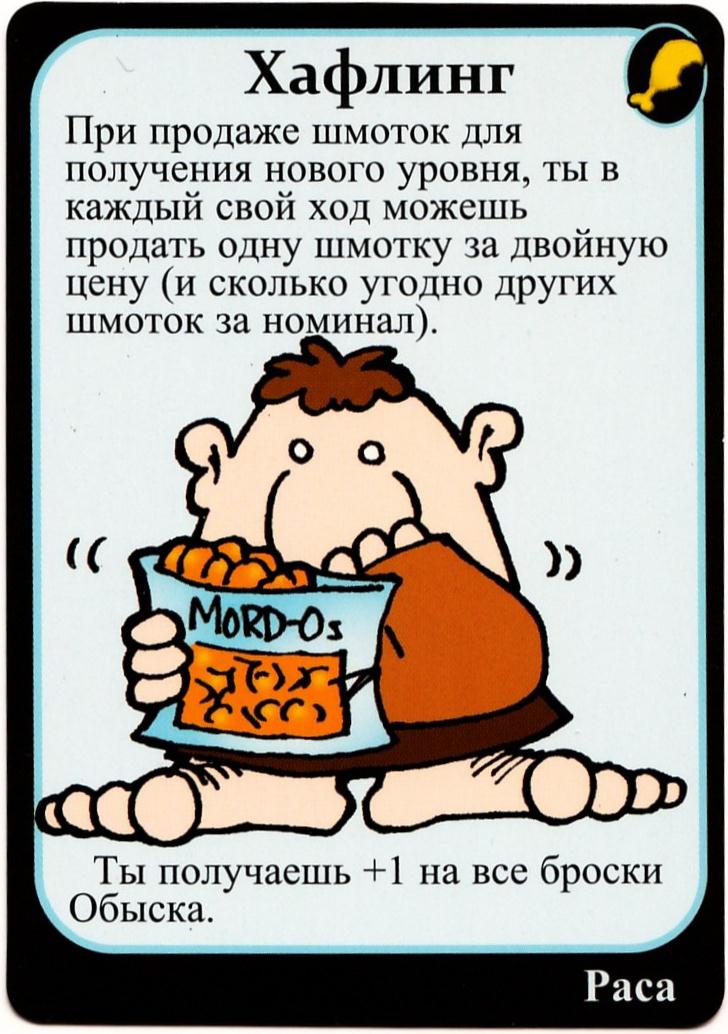 Хафлинг
При продаже шмоток для
получения нового уровня, ты в
каждый свой ход можешь
продать одну шмотку за двойную
цену (и сколько угодно других
шмоток за номинал).
MORD-Os
Ты получаешь +1 на все броски
Обыска.
Раса